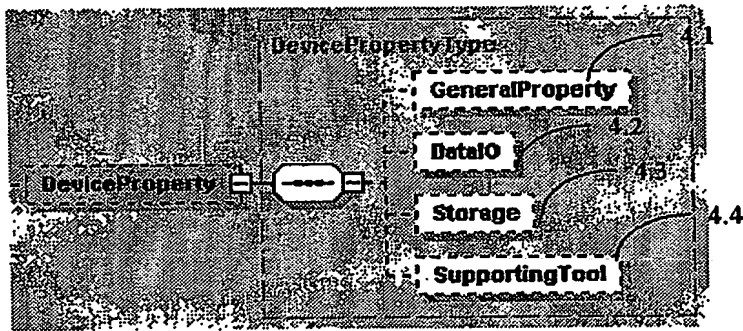 DevicePropertyType
4.1
GeneralProperty
4.2
DataIO
DeviceProperty
4.3
Storage
4.4
SupportingTool